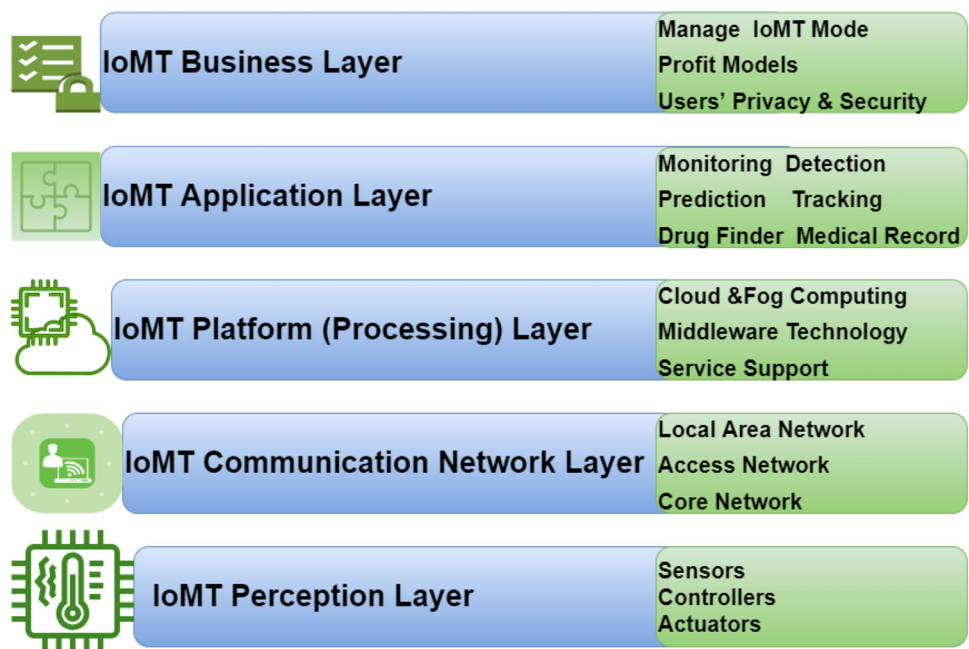 IoMT Business Layer
Manage IoMT Mode
Profit Models
Users’ Privacy & Security
IoMT Application Layer
Monitoring Detection
Prediction Tracking
Drug Finder Medical Record
IoMT Platform (Processing) Layer
Cloud &Fog Computing
Middleware Technology
Service Support
IoMT Communication Network Layer
Local Area Network
Access Network
Core Network
IoMT Perception Layer
Sensors
Controllers
Actuators